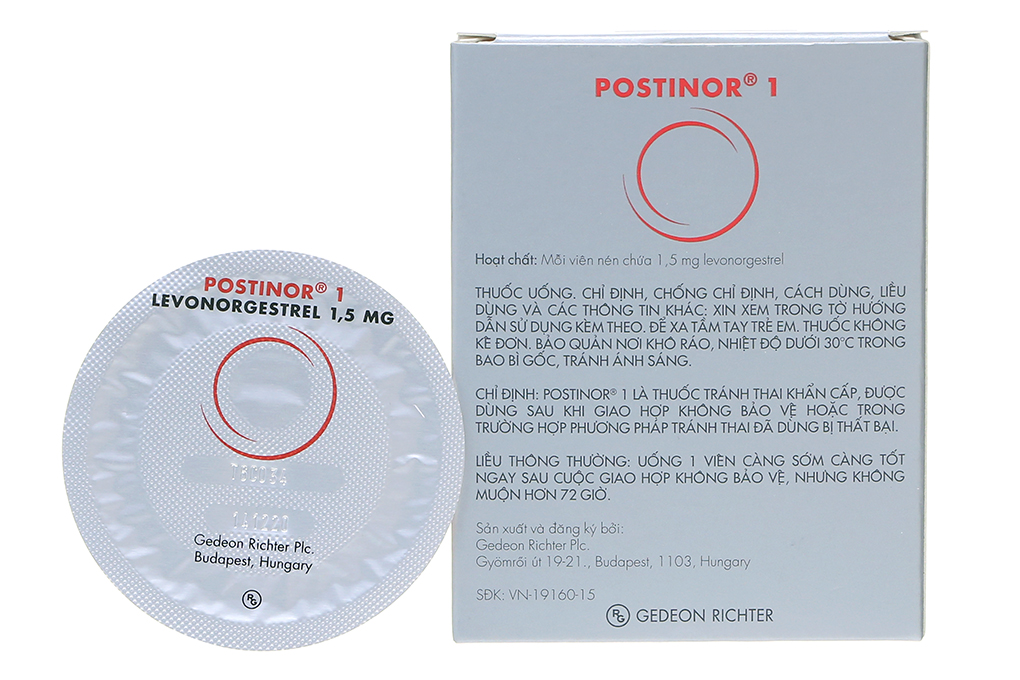 POSTINOR® 1
LEVONORGESTREL 1,5 MG
Gedeon Richter Plc.
Budapest, Hungary
RG
POSTINOR® 1
Hoạt chất: Mỗi viên nén chứa 1,5 mg levonorgestrel
THUỐC UỐNG. CHỈ ĐỊNH, CHỐNG CHỈ ĐỊNH, CÁCH DÙNG, LIỀU
DÙNG VÀ CÁC THÔNG TIN KHÁC: XIN XEM TRONG TỜ HƯỚNG
DẪN SỬ DỤNG KÈM THEO. ĐỂ XA TẦM TAY TRẺ EM. THUỐC KHÔNG
KÊ ĐƠN. BẢO QUẢN NƠI KHÔ RÁO, NHIỆT ĐỘ DƯỚI 30°C TRONG
BAO BÌ GỐC, TRÁNH ÁNH SÁNG.
CHỈ ĐỊNH: POSTINOR® 1 LÀ THUỐC TRÁNH THAI KHẨN CẤP, ĐƯỢC
DÙNG SAU KHI GIAO HỢP KHÔNG BẢO VỆ HOẶC TRONG
TRƯỜNG HỢP PHƯƠNG PHÁP TRÁNH THAI ĐÃ DÙNG BỊ THẤT BẠI.
LIỀU THÔNG THƯỜNG: UỐNG 1 VIÊN CÀNG SỚM CÀNG TỐT
NGAY SAU CUỘC GIAO HỢP KHÔNG BẢO VỆ, NHƯNG KHÔNG
MUỘN HƠN 72 GIỜ.
Sản xuất và đăng ký bởi:
Gedeon Richter Plc.
Gyömrői út 19-21., Budapest, 1103, Hungary
SĐK: VN-19160-15
RG GEDEON RICHTER